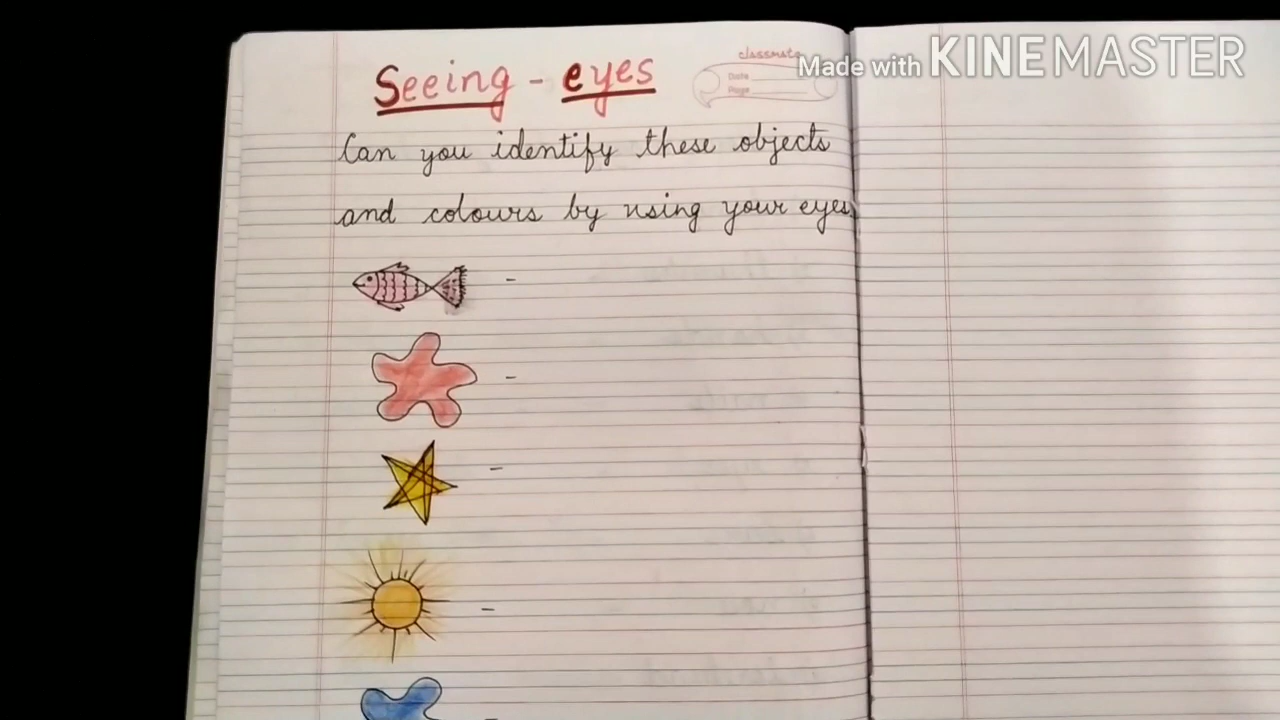 Seeing - eyes
classmate
Date
Page
Made with KINEMASTER
Can you identify these objects
and colours by using your eyes
-
-
-
-
-